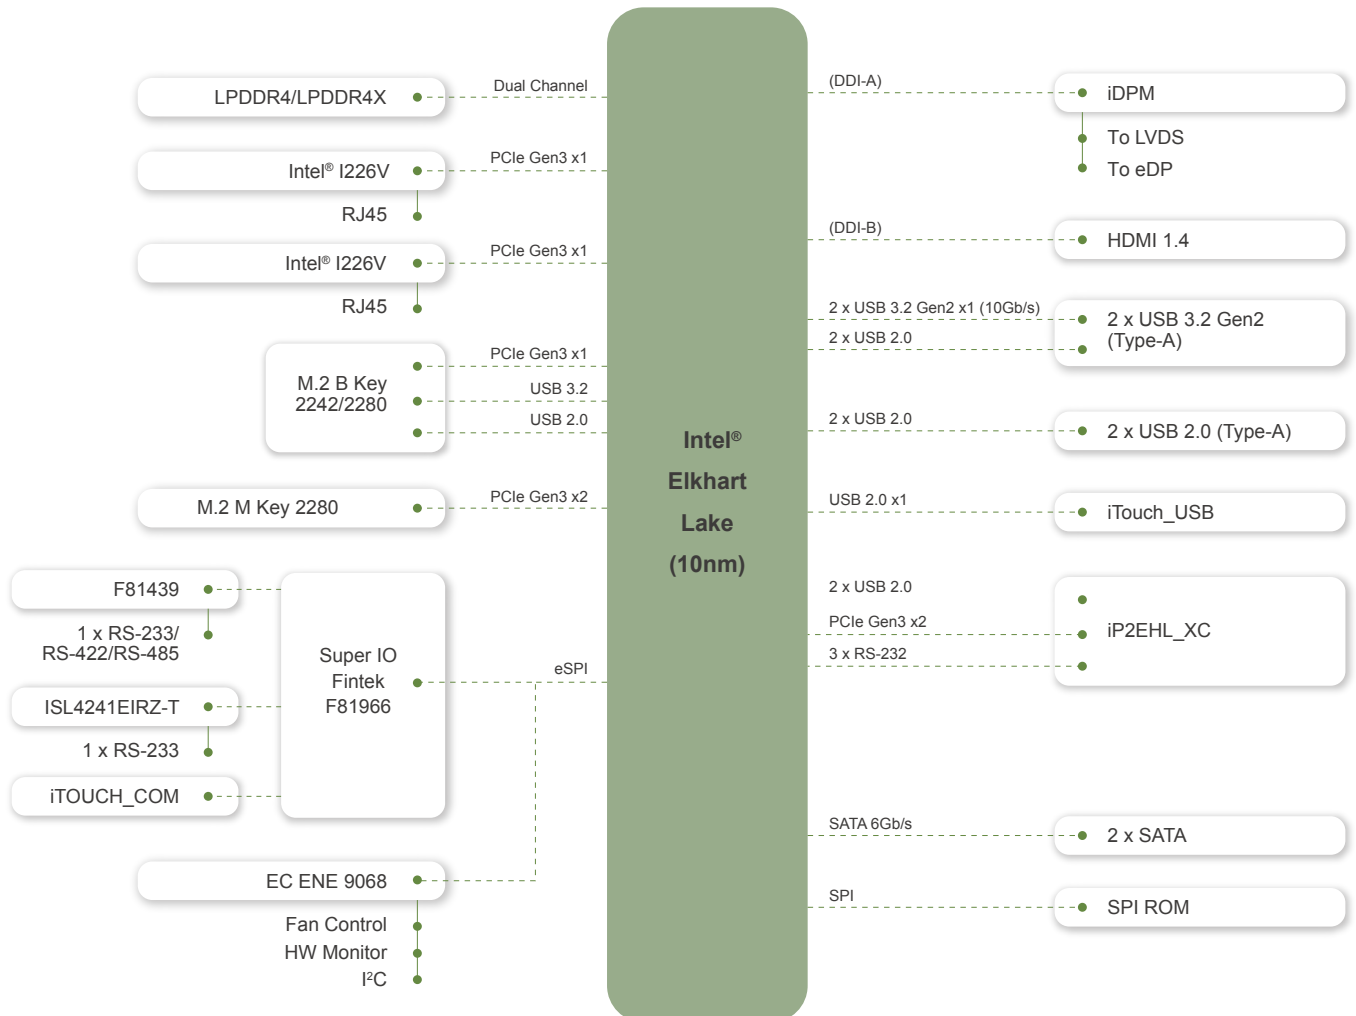 Dual Channel
LPDDR4/LPDDR4X
PCIe Gen3 x1
Intel® I226V
RJ45
PCIe Gen3 x1
Intel® I226V
RJ45
PCIe Gen3 x1
USB 3.2
USB 2.0
M.2 B Key
2242/2280
PCIe Gen3 x2
M.2 M Key 2280
F81439
1 x RS-233/
RS-422/RS-485
ISL4241EIRZ-T
1 x RS-233
iTOUCH_COM
Super IO
Fintek
F81966
eSPI
EC ENE 9068
Fan Control
HW Monitor
I²C
Intel®
Elkhart
Lake
(10nm)
(DDI-A)
iDPM
To LVDS
To eDP
(DDI-B)
HDMI 1.4
2 x USB 3.2 Gen2 x1 (10Gb/s)
2 x USB 2.0
2 x USB 3.2 Gen2
(Type-A)
2 x USB 2.0
2 x USB 2.0 (Type-A)
USB 2.0 x1
iTouch_USB
2 x USB 2.0
PCIe Gen3 x2
3 x RS-232
iP2EHL_XC
SATA 6Gb/s
2 x SATA
SPI
SPI ROM